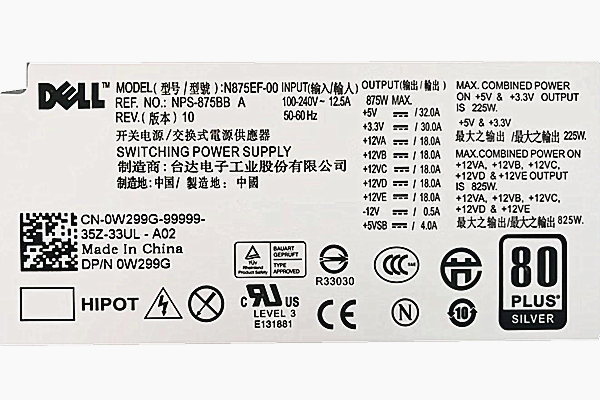 DELL
MODEL(型号/型號):N875EF-00
REF. NO.: NPS-875BB A
REV.(版本) 10
开关电源/交換式電源供應器
SWITCHING POWER SUPPLY
制造商:台达电子工业股份有限公司
制造地:中国/ 製造地:中國
INPUT(输入/輸入)
100-240V~ 12.5A
50-60Hz
OUTPUT(输出/輸出)
875W MAX.
+5V / 32.0A
+3.3V / 30.0A
+12VA / 18.0A
+12VB / 18.0A
+12VC / 18.0A
+12VD / 18.0A
+12VE / 18.0A
-12V / 0.5A
+5VSB / 4.0A
MAX. COMBINED POWER
ON +5V & +3.3V OUTPUT
IS 225W.
+5V & +3.3V
最大之输出 /最大之輸出 225W.
MAX. COMBINED POWER ON
+12VA, +12VB, +12VC,
+12VD & +12VE OUTPUT
IS 825W.
+12VA, +12VB, +12VC,
+12VD & +12VE
最大之输出/最大之輸出825W.
CN-0W299G-99999-
35Z-33UL - A02
Made In China
DP/N 0W299G
HIPOT
TÜV
Rheinland
Product Safety
BAUART
GEPRÜFT
TYPE
APPROVED
R33030
C UR US
LEVEL 3
E131881
CCC
S&E
CE
N
10
80
PLUS
SILVER